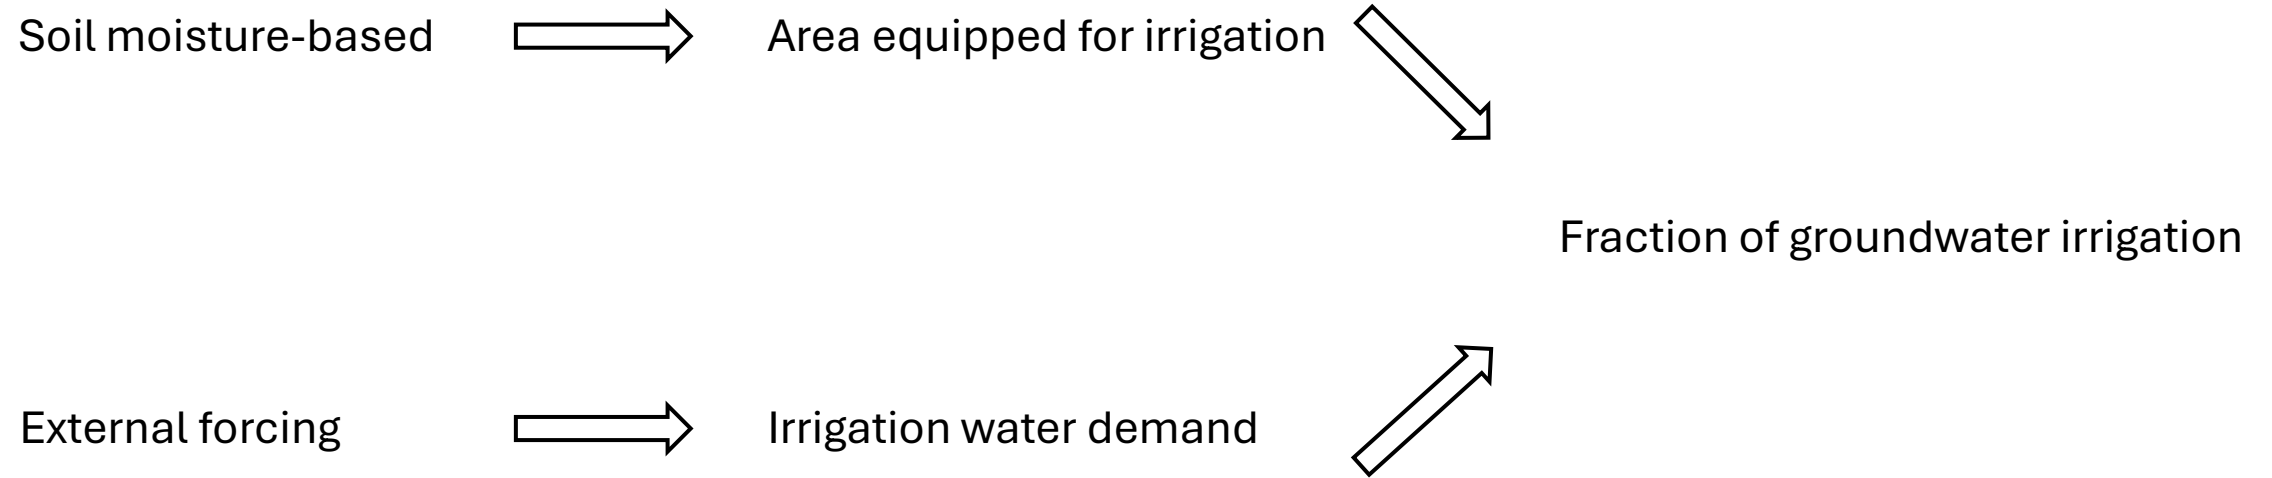 Soil moisture-based
Area equipped for irrigation
Fraction of groundwater irrigation
External forcing
Irrigation water demand